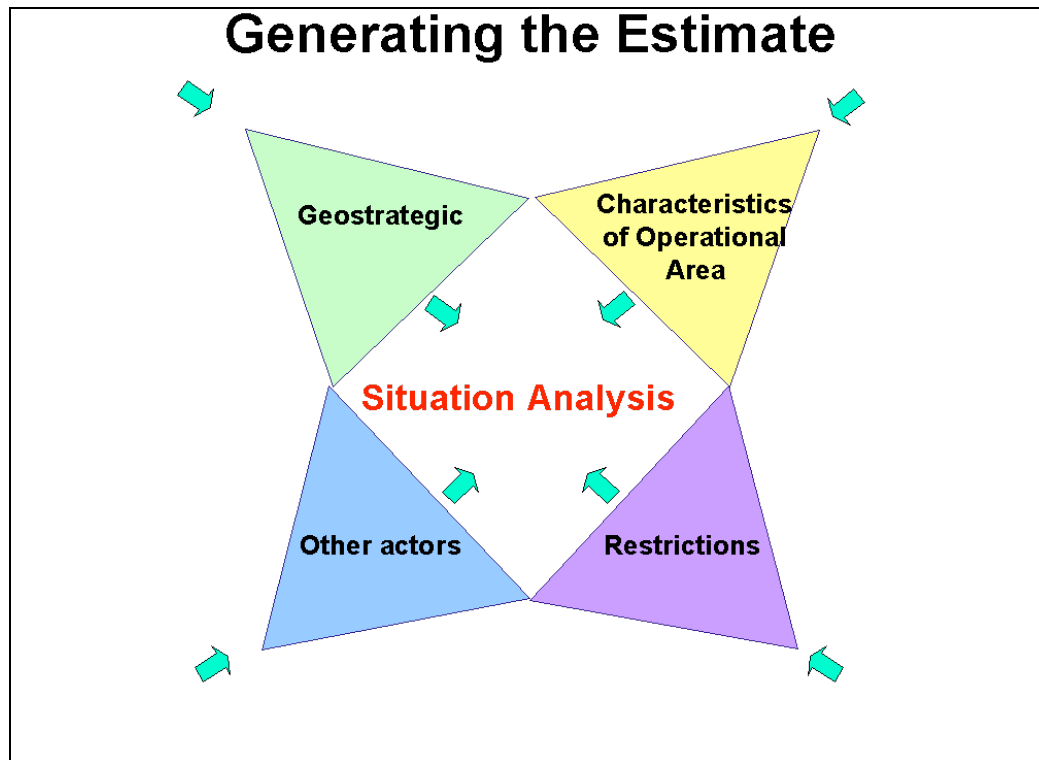 Generating the Estimate
Geostrategic
Characteristics
of Operational
Area
Situation Analysis
Other actors
Restrictions